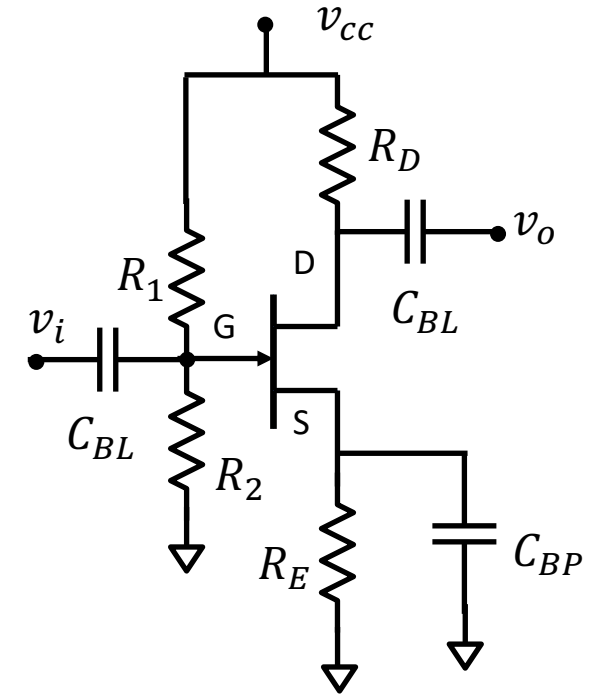 v_cc
R_D
v_o
D
C_BL
R_1
G
v_i
C_BL
S
R_2
R_E
C_BP